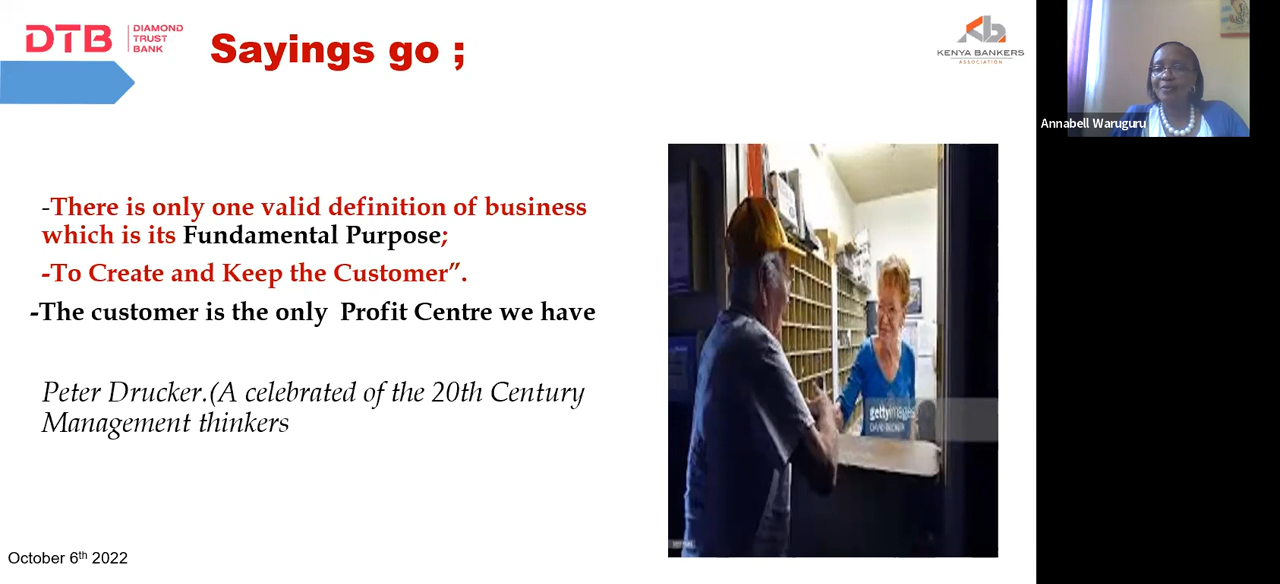 DTB
DIAMOND
TRUST
BANK
Sayings go ;
KENYA BANKERS
ASSOCIATION
Annabell Waruguru
-There is only one valid definition of business
which is its Fundamental Purpose;
-To Create and Keep the Customer”.
-The customer is the only Profit Centre we have
Peter Drucker.(A celebrated of the 20th Century
Management thinkers
gettyimages
October 6th 2022